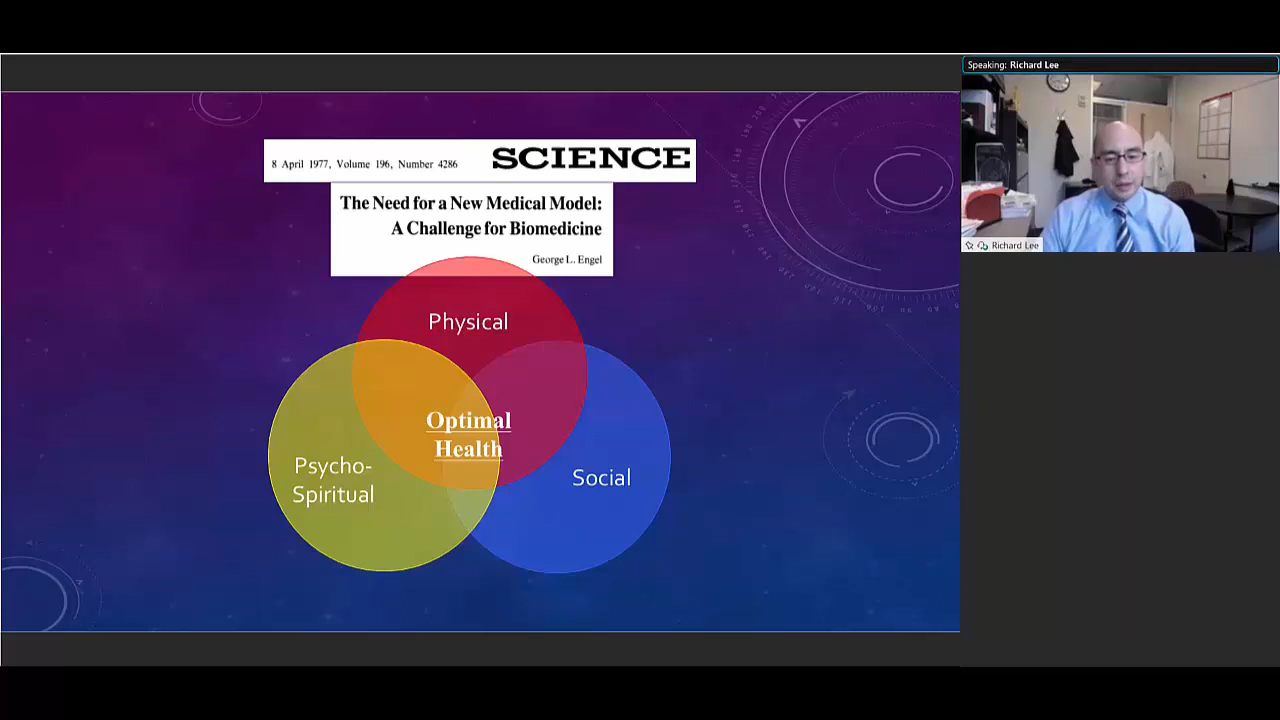 Speaking: Richard Lee
8 April 1977, Volume 196, Number 4286
SCIENCE
The Need for a New Medical Model:
A Challenge for Biomedicine
George L. Engel
Physical
Optimal
Health
Psycho-
Spiritual
Social
Richard Lee